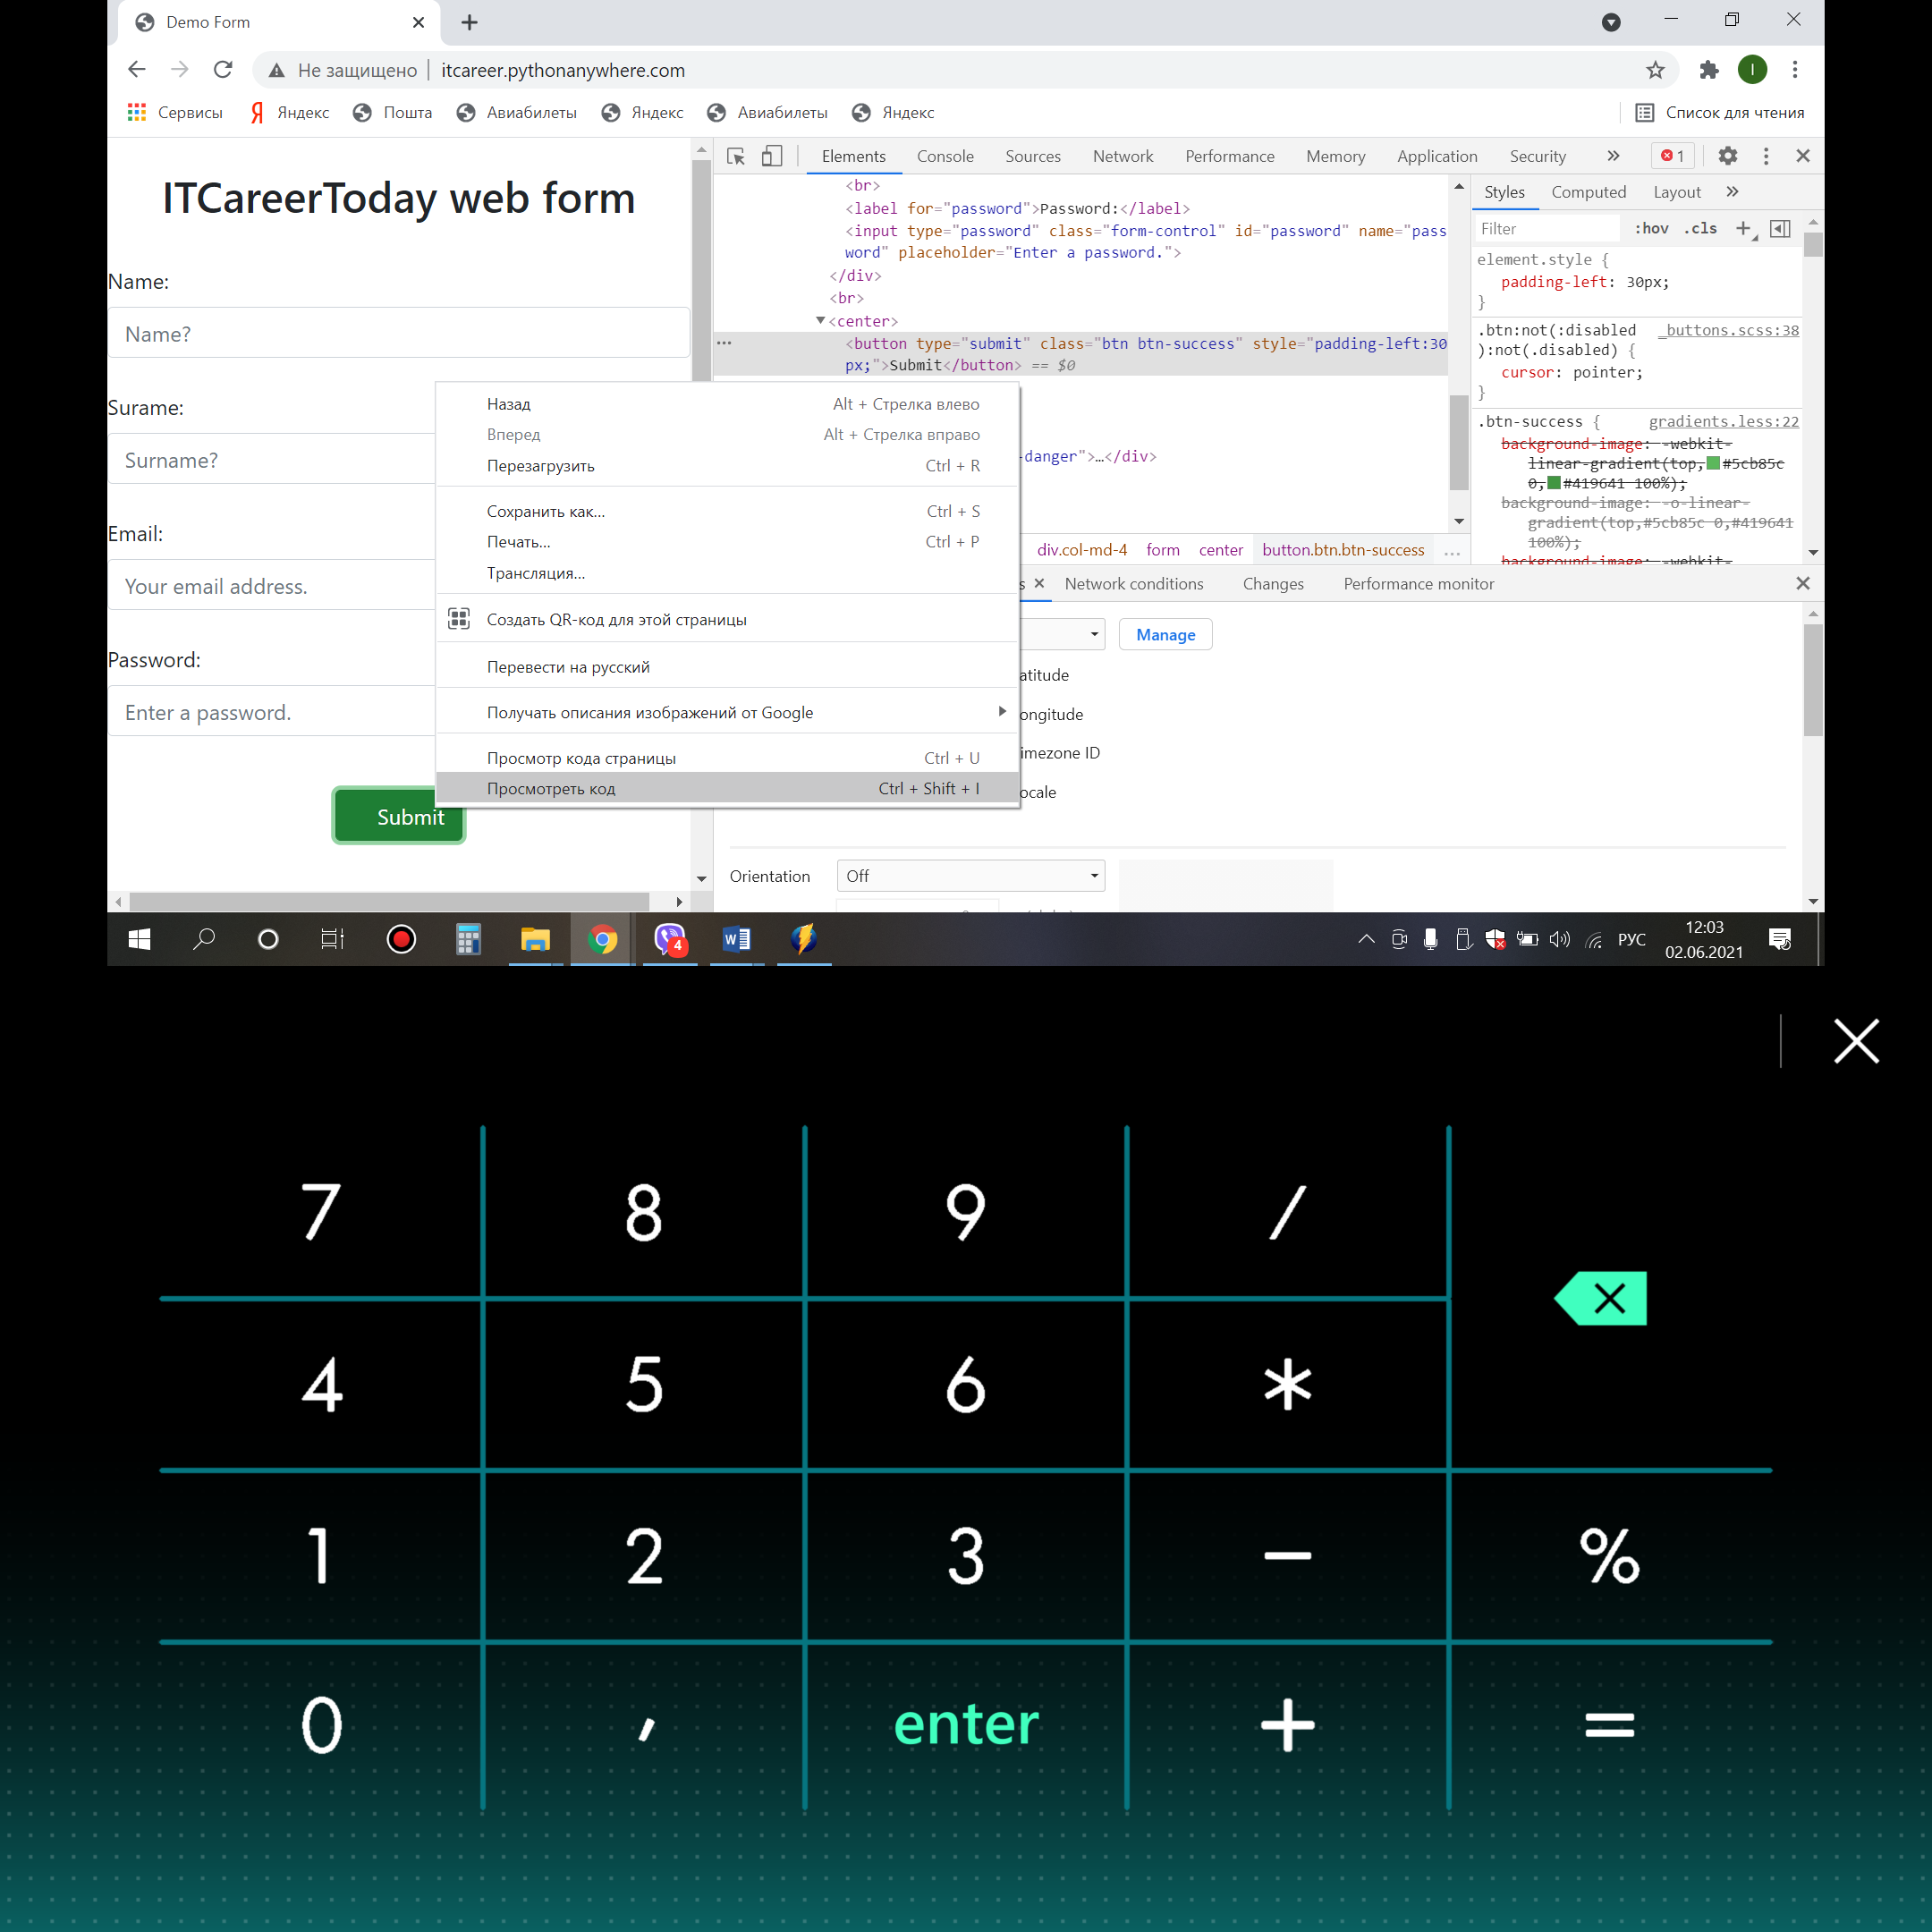 Demo Form
Не защищено | itcareer.pythonanywhere.com
I
Сервисы Яндекс Пошта Авиабилеты Яндекс Авиабилеты Яндекс Список для чтения
ITCareerToday web form
Name:
Name?
Surame:
Surname?
Email:
Your email address.
Password:
Enter a password.
Submit
Назад Alt + Стрелка влево
Вперед Alt + Стрелка вправо
Перезагрузить Ctrl + R
Сохранить как... Ctrl + S
Печать... Ctrl + P
Трансляция...
Создать QR-код для этой страницы
Перевести на русский
Получать описания изображений от Google
Просмотр кода страницы Ctrl + U
Просмотреть код Ctrl + Shift + I
Elements Console Sources Network Performance Memory Application Security » 1
<br>
<label for="password">Password:</label>
<input type="password" class="form-control" id="password" name="pass
word" placeholder="Enter a password.">
</div>
<br>
<center>
<button type="submit" class="btn btn-success" style="padding-left:30
px;">Submit</button> == $0
-danger">…</div>
div.col-md-4 form center button.btn.btn-success ...
Styles Computed Layout »
Filter :hov .cls +
element.style {
padding-left: 30px;
}
.btn:not(:disabled _buttons.scss:38
):not(.disabled) {
cursor: pointer;
}
.btn-success { gradients.less:22
background-image: -webkit-
linear-gradient(top, #5cb85c
0, #419641 100%);
background-image: -o-linear-
gradient(top,#5cb85c 0,#419641
100%);
background-image: -webkit-
s Network conditions Changes Performance monitor
Manage
atitude
ongitude
imezone ID
ocale
Orientation Off
4 W РУС 12:03
02.06.2021
7 8 9 /
4 5 6 *
1 2 3 − %
0 , enter + =